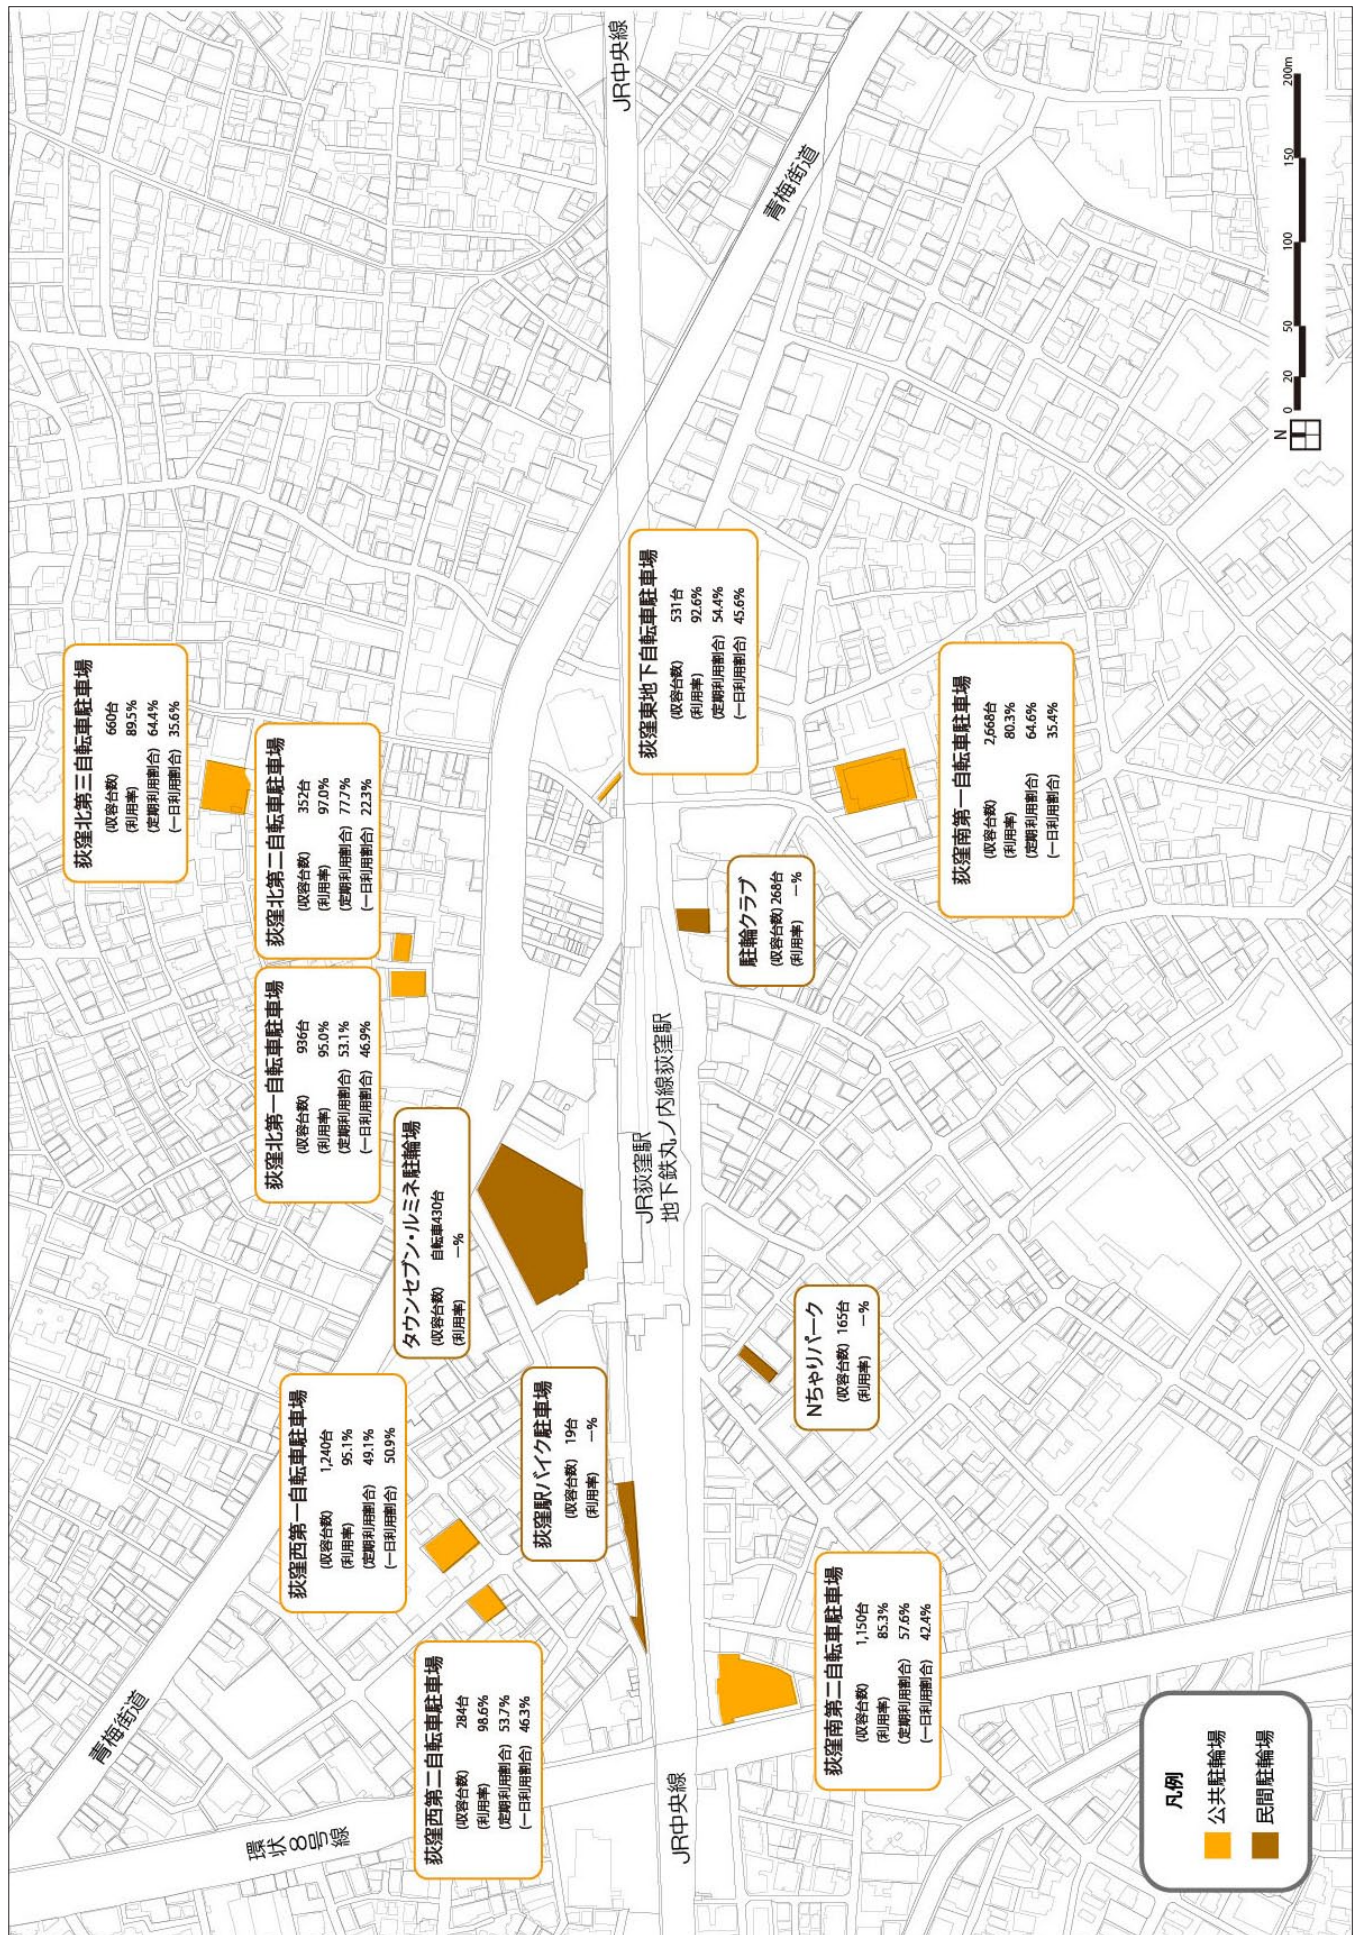 荻窪北第三自転車駐車場
(収容台数) 660台
(利用率) 89.5%
(定期利用割合) 64.4%
(一日利用割合) 35.6%
荻窪北第二自転車駐車場
(収容台数) 352台
(利用率) 97.0%
(定期利用割合) 77.7%
(一日利用割合) 22.3%
荻窪北第一自転車駐車場
(収容台数) 936台
(利用率) 95.0%
(定期利用割合) 53.1%
(一日利用割合) 46.9%
タウンセブン・ルミネ駐輪場
(収容台数) 自転車430台
(利用率) ―%
荻窪西第一自転車駐車場
(収容台数) 1,240台
(利用率) 95.1%
(定期利用割合) 49.1%
(一日利用割合) 50.9%
荻窪西第二自転車駐車場
(収容台数) 284台
(利用率) 98.6%
(定期利用割合) 53.7%
(一日利用割合) 46.3%
荻窪駅バイク駐車場
(収容台数) 19台
(利用率) ―%
荻窪東地下自転車駐車場
(収容台数) 531台
(利用率) 92.6%
(定期利用割合) 54.4%
(一日利用割合) 45.6%
駐輪クラブ
(収容台数) 268台
(利用率) ―%
荻窪南第一自転車駐車場
(収容台数) 2,668台
(利用率) 80.3%
(定期利用割合) 64.6%
(一日利用割合) 35.4%
Nちゃりパーク
(収容台数) 165台
(利用率) ―%
荻窪南第二自転車駐車場
(収容台数) 1,150台
(利用率) 85.3%
(定期利用割合) 57.6%
(一日利用割合) 42.4%
青梅街道
環状8号線
JR中央線
JR荻窪駅
地下鉄丸ノ内線荻窪駅
JR中央線
青梅街道
凡例
公共駐輪場
民間駐輪場
N
0 20 50 100 150 200m